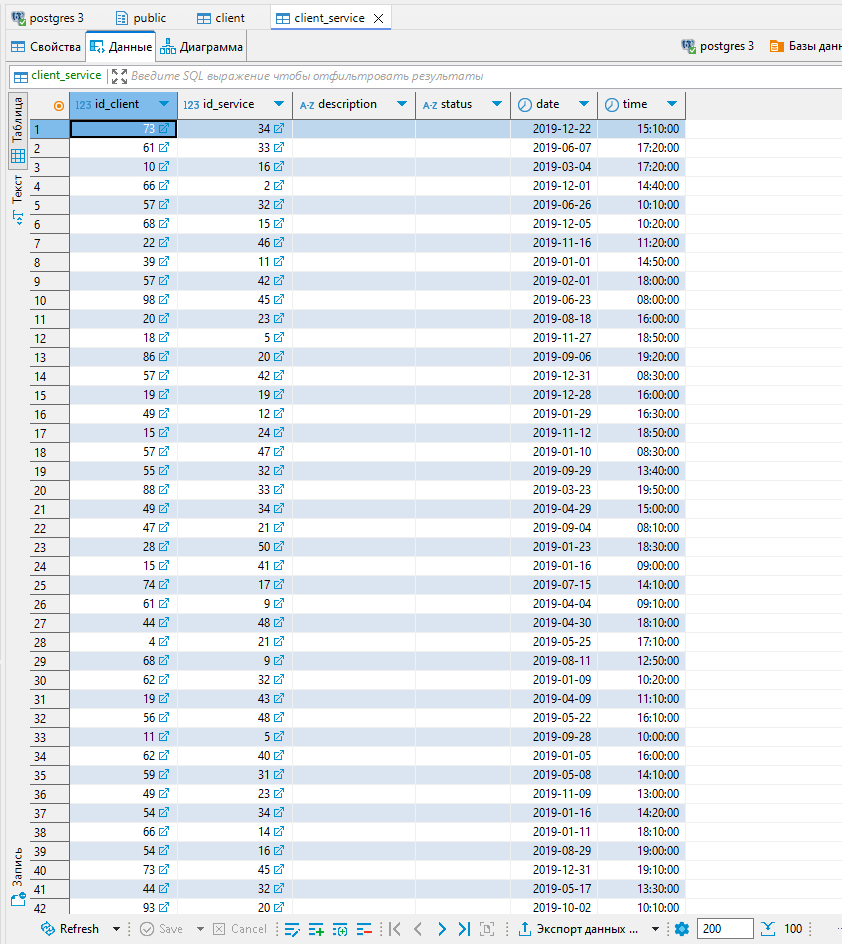 postgres 3 public client client_service
Свойства Данные Диаграмма postgres 3 Базы данн
client_service Введите SQL выражение чтобы отфильтровать результаты
Таблица
Текст
Запись
123 id_client 123 id_service A-Z description A-Z status date time
1 73 34 2019-12-22 15:10:00
2 61 33 2019-06-07 17:20:00
3 10 16 2019-03-04 17:20:00
4 66 2 2019-12-01 14:40:00
5 57 32 2019-06-26 10:10:00
6 68 15 2019-12-05 10:20:00
7 22 46 2019-11-16 11:20:00
8 39 11 2019-01-01 14:50:00
9 57 42 2019-02-01 18:00:00
10 98 45 2019-06-23 08:00:00
11 20 23 2019-08-18 16:00:00
12 18 5 2019-11-27 18:50:00
13 86 20 2019-09-06 19:20:00
14 57 42 2019-12-31 08:30:00
15 19 19 2019-12-28 16:00:00
16 49 12 2019-01-29 16:30:00
17 15 24 2019-11-12 18:50:00
18 57 47 2019-01-10 08:30:00
19 55 32 2019-09-29 13:40:00
20 88 33 2019-03-23 19:50:00
21 49 34 2019-04-29 15:00:00
22 47 21 2019-09-04 08:10:00
23 28 50 2019-01-23 18:30:00
24 15 41 2019-01-16 09:00:00
25 74 17 2019-07-15 14:10:00
26 61 9 2019-04-04 09:10:00
27 44 48 2019-04-30 18:10:00
28 4 21 2019-05-25 17:10:00
29 68 9 2019-08-11 12:50:00
30 62 32 2019-01-09 10:20:00
31 19 43 2019-04-09 11:10:00
32 56 48 2019-05-22 16:10:00
33 11 5 2019-09-28 10:00:00
34 62 40 2019-01-05 16:00:00
35 59 31 2019-05-08 14:10:00
36 49 23 2019-11-09 13:00:00
37 54 34 2019-01-16 14:20:00
38 66 14 2019-01-11 18:10:00
39 54 16 2019-08-29 19:00:00
40 73 45 2019-12-31 19:10:00
41 44 32 2019-05-17 13:30:00
42 93 20 2019-10-02 10:10:00
Refresh Save Cancel Экспорт данных ... 200 100